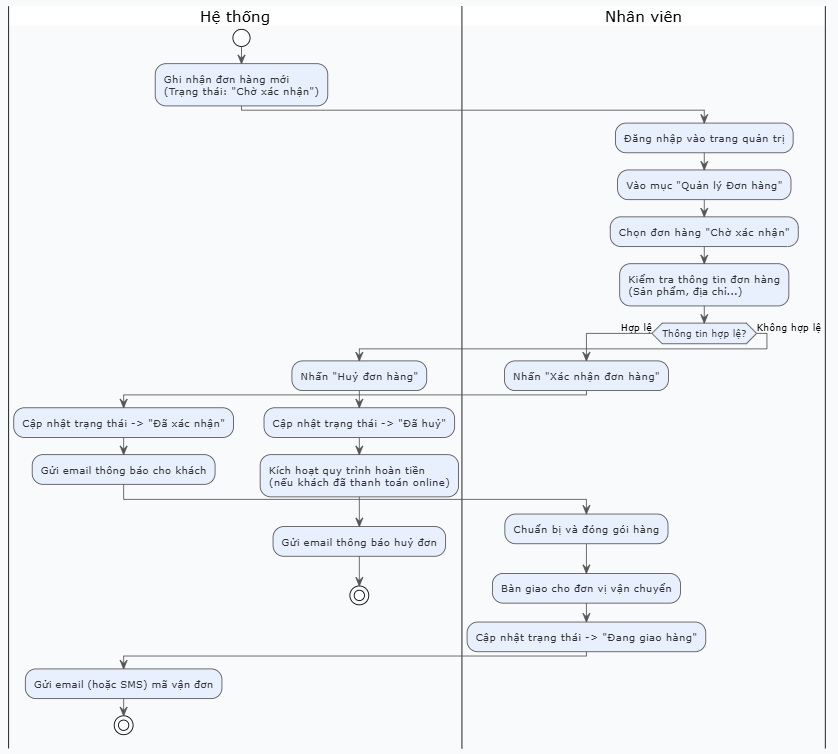 Hệ thống
Nhân viên
Ghi nhận đơn hàng mới
(Trạng thái: "Chờ xác nhận")
Đăng nhập vào trang quản trị
Vào mục "Quản lý Đơn hàng"
Chọn đơn hàng "Chờ xác nhận"
Kiểm tra thông tin đơn hàng
(Sản phẩm, địa chỉ...)
Hợp lệ
Thông tin hợp lệ?
Không hợp lệ
Nhấn "Huỷ đơn hàng"
Nhấn "Xác nhận đơn hàng"
Cập nhật trạng thái -> "Đã xác nhận"
Cập nhật trạng thái -> "Đã huỷ"
Gửi email thông báo cho khách
Kích hoạt quy trình hoàn tiền
(nếu khách đã thanh toán online)
Chuẩn bị và đóng gói hàng
Gửi email thông báo huỷ đơn
Bàn giao cho đơn vị vận chuyển
Cập nhật trạng thái -> "Đang giao hàng"
Gửi email (hoặc SMS) mã vận đơn